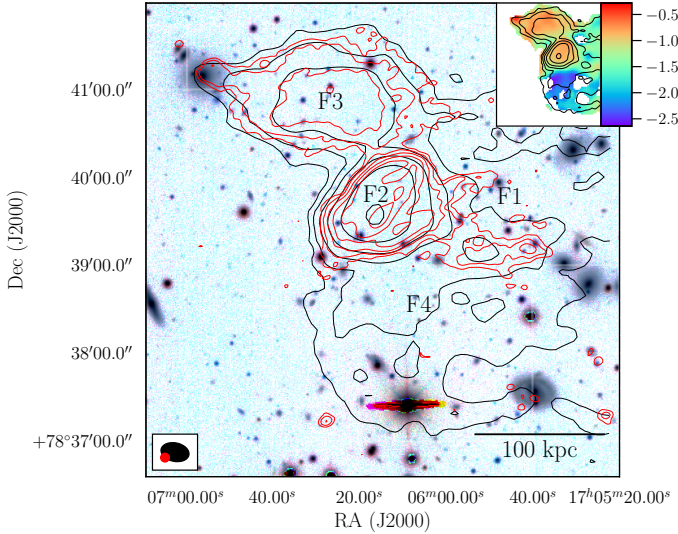 −0.5
−1.0
−1.5
−2.0
−2.5
+78°37′00.″0
38′00.″0
39′00.″0
40′00.″0
41′00.″0
Dec (J2000)
F3
F2
F1
F4
100 kpc
07ᵐ00.00ˢ 40.00ˢ 20.00ˢ 06ᵐ00.00ˢ 40.00ˢ 17ʰ05ᵐ20.00ˢ
RA (J2000)